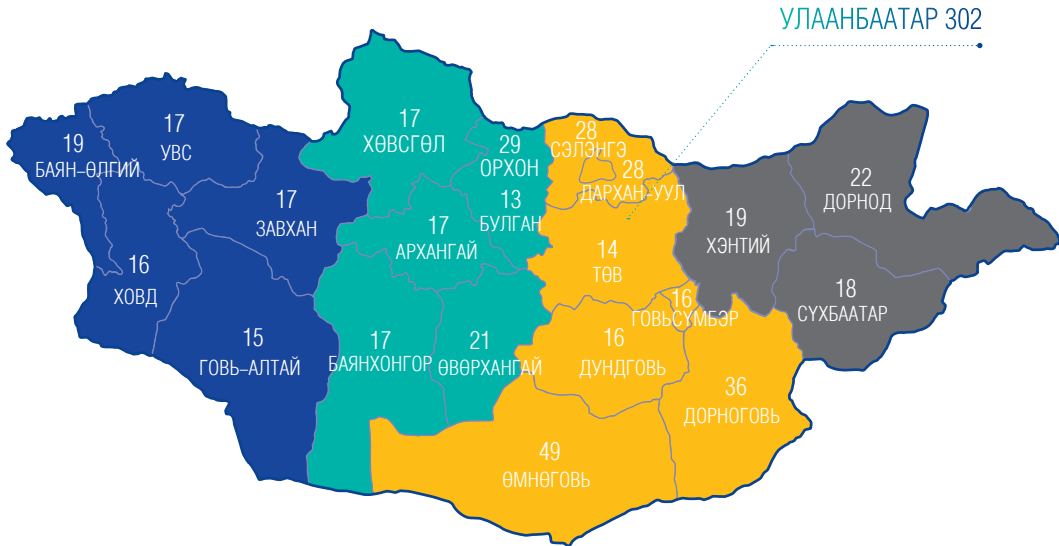 УЛААНБААТАР 302
19
БАЯН–ӨЛГИЙ
17
УВС
17
ЗАВХАН
16
ХОВД
15
ГОВЬ–АЛТАЙ
17
ХӨВСГӨЛ
29
ОРХОН
13
БУЛГАН
17
АРХАНГАЙ
17
БАЯНХОНГОР
21
ӨВӨРХАНГАЙ
28
СЭЛЭНГЭ
28
ДАРХАН-УУЛ
14
ТӨВ
16
ГОВЬСҮМБЭР
16
ДУНДГОВЬ
36
ДОРНОГОВЬ
49
ӨМНӨГОВЬ
19
ХЭНТИЙ
22
ДОРНОД
18
СҮХБААТАР